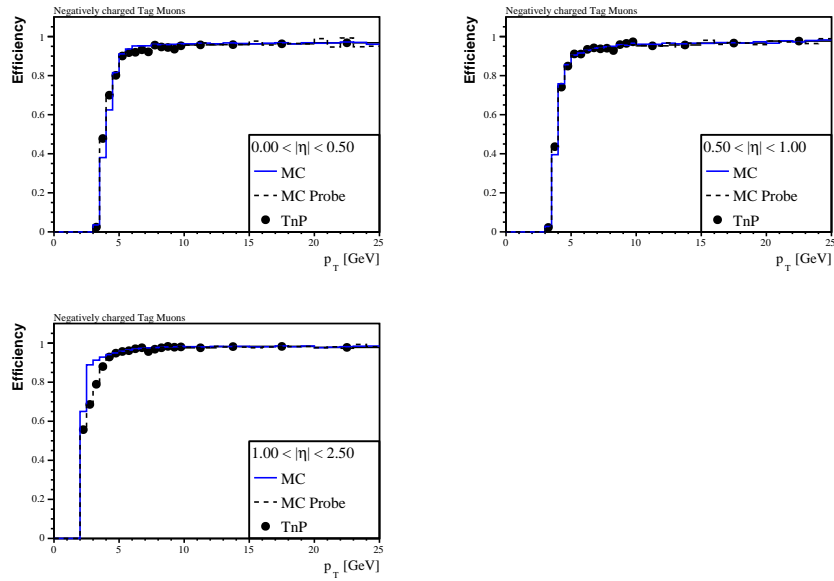 Negatively charged Tag Muons
Efficiency
1
0.8
0.6
0.4
0.2
0
0.00 < |η| < 0.50
MC
MC Probe
TnP
0 5 10 15 20 25
p_T [GeV]
Negatively charged Tag Muons
Efficiency
1
0.8
0.6
0.4
0.2
0
0.50 < |η| < 1.00
MC
MC Probe
TnP
0 5 10 15 20 25
p_T [GeV]
Negatively charged Tag Muons
Efficiency
1
0.8
0.6
0.4
0.2
0
1.00 < |η| < 2.50
MC
MC Probe
TnP
0 5 10 15 20 25
p_T [GeV]